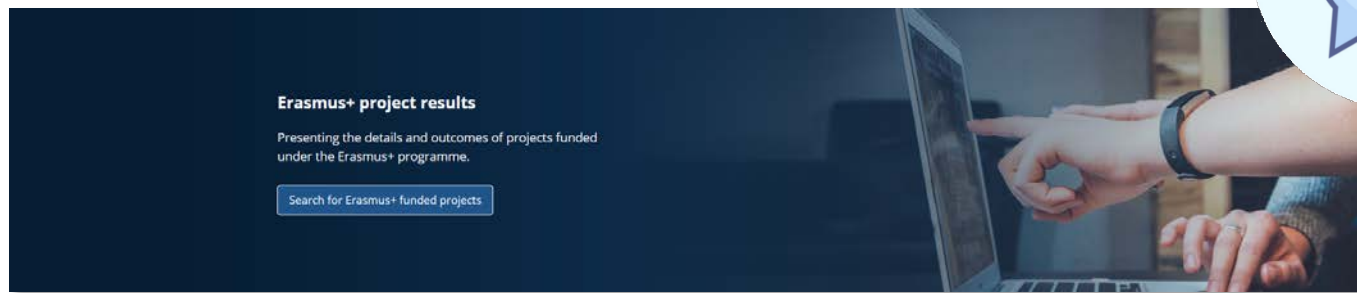 Erasmus+ project results
Presenting the details and outcomes of projects funded
under the Erasmus+ programme.
Search for Erasmus+ funded projects